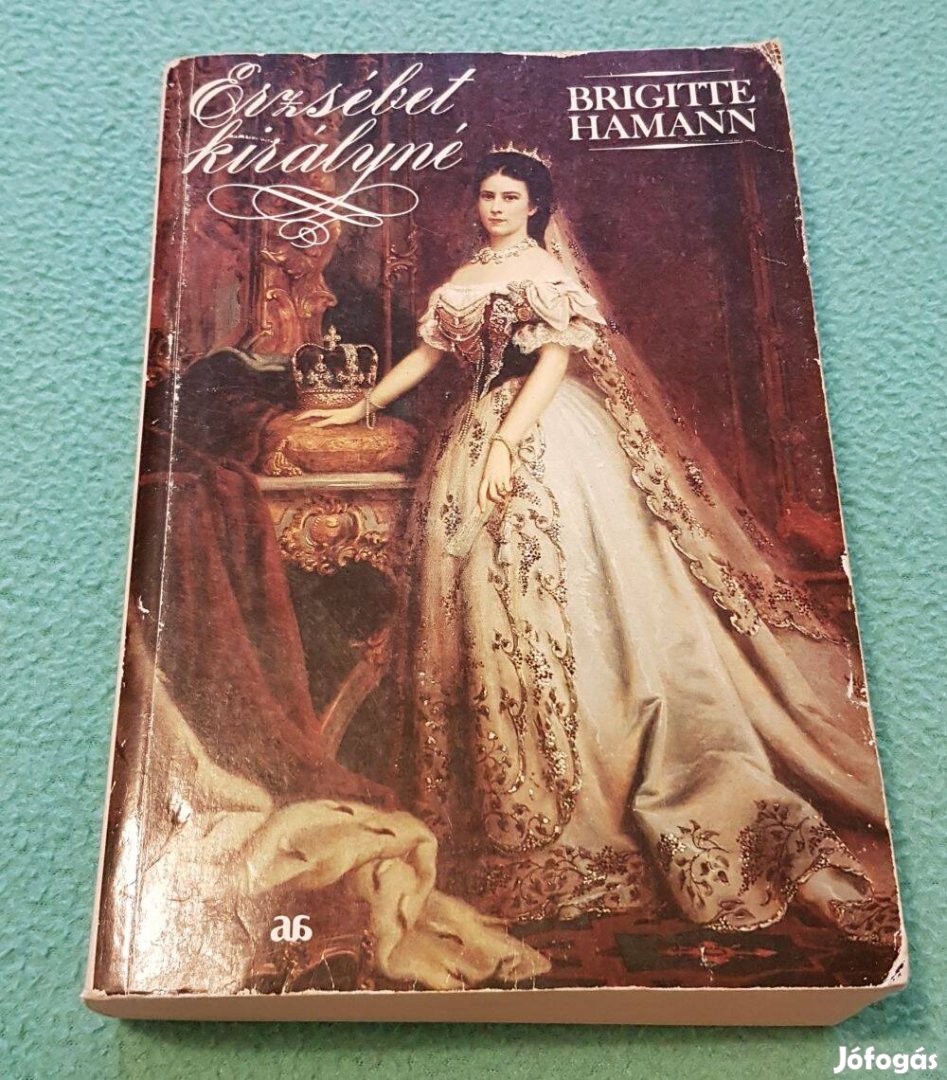 Erzsébet
királyné
BRIGITTE
HAMANN
Jófogás